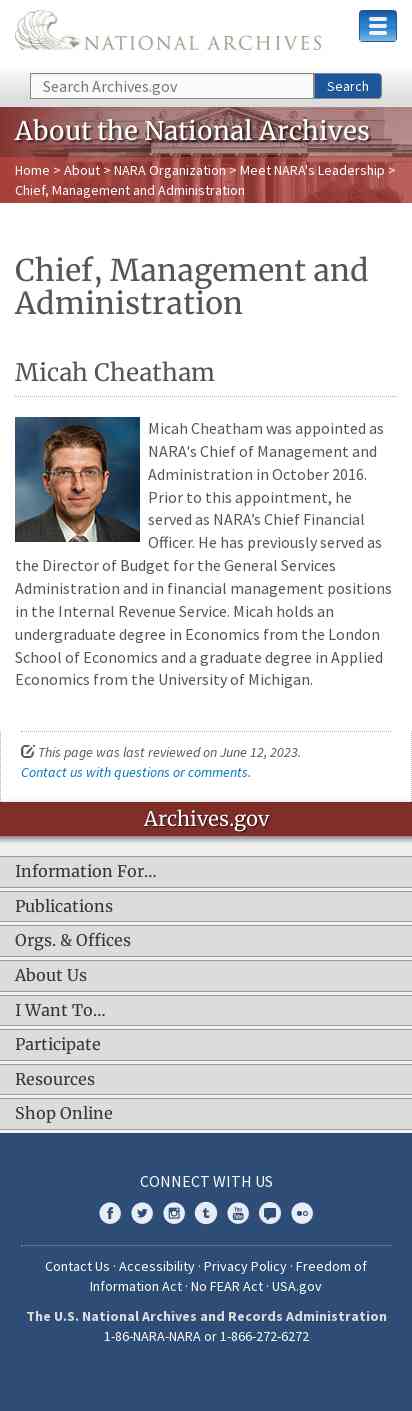 NATIONAL ARCHIVES
Search Archives.gov
Search
About the National Archives
Home > About > NARA Organization > Meet NARA's Leadership >
Chief, Management and Administration
Chief, Management and
Administration
Micah Cheatham
Micah Cheatham was appointed as
NARA's Chief of Management and
Administration in October 2016.
Prior to this appointment, he
served as NARA’s Chief Financial
Officer. He has previously served as
the Director of Budget for the General Services
Administration and in financial management positions
in the Internal Revenue Service. Micah holds an
undergraduate degree in Economics from the London
School of Economics and a graduate degree in Applied
Economics from the University of Michigan.
This page was last reviewed on June 12, 2023.
Contact us with questions or comments.
Archives.gov
Information For…
Publications
Orgs. & Offices
About Us
I Want To…
Participate
Resources
Shop Online
CONNECT WITH US
Contact Us · Accessibility · Privacy Policy · Freedom of
Information Act · No FEAR Act · USA.gov
The U.S. National Archives and Records Administration
1-86-NARA-NARA or 1-866-272-6272